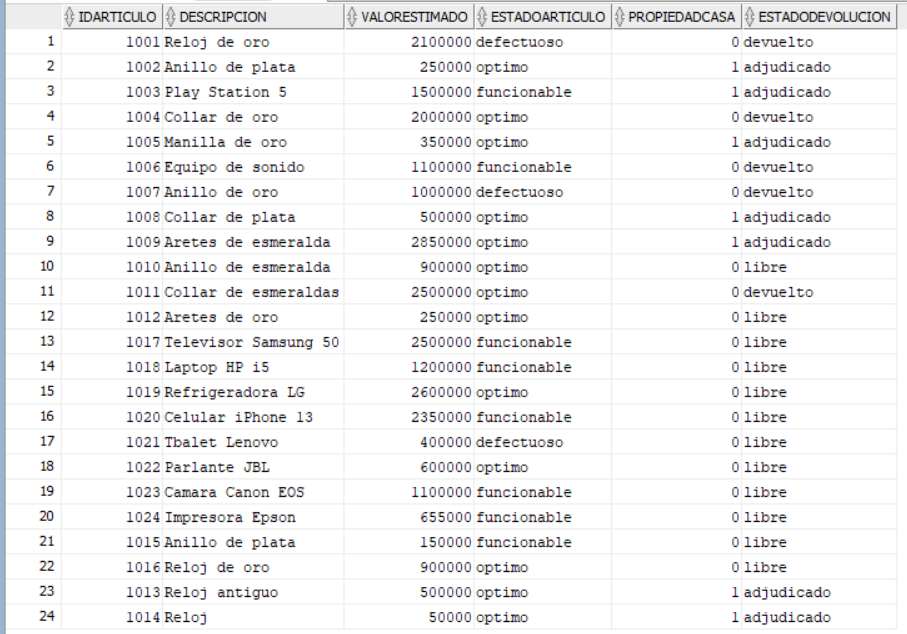 IDARTICULO DESCRIPCION VALORESTIMADO ESTADOARTICULO PROPIEDADCASA ESTADODEVOLUCION
1 1001 Reloj de oro 2100000 defectuoso 0 devuelto
2 1002 Anillo de plata 250000 optimo 1 adjudicado
3 1003 Play Station 5 1500000 funcionable 1 adjudicado
4 1004 Collar de oro 2000000 optimo 0 devuelto
5 1005 Manilla de oro 350000 optimo 1 adjudicado
6 1006 Equipo de sonido 1100000 funcionable 0 devuelto
7 1007 Anillo de oro 1000000 defectuoso 0 devuelto
8 1008 Collar de plata 500000 optimo 1 adjudicado
9 1009 Aretes de esmeralda 2850000 optimo 1 adjudicado
10 1010 Anillo de esmeralda 900000 optimo 0 libre
11 1011 Collar de esmeraldas 2500000 optimo 0 devuelto
12 1012 Aretes de oro 250000 optimo 0 libre
13 1017 Televisor Samsung 50 2500000 funcionable 0 libre
14 1018 Laptop HP i5 1200000 funcionable 0 libre
15 1019 Refrigeradora LG 2600000 optimo 0 libre
16 1020 Celular iPhone 13 2350000 funcionable 0 libre
17 1021 Tbalet Lenovo 400000 defectuoso 0 libre
18 1022 Parlante JBL 600000 optimo 0 libre
19 1023 Camara Canon EOS 1100000 funcionable 0 libre
20 1024 Impresora Epson 655000 funcionable 0 libre
21 1015 Anillo de plata 150000 funcionable 0 libre
22 1016 Reloj de oro 900000 optimo 0 libre
23 1013 Reloj antiguo 500000 optimo 1 adjudicado
24 1014 Reloj 50000 optimo 1 adjudicado